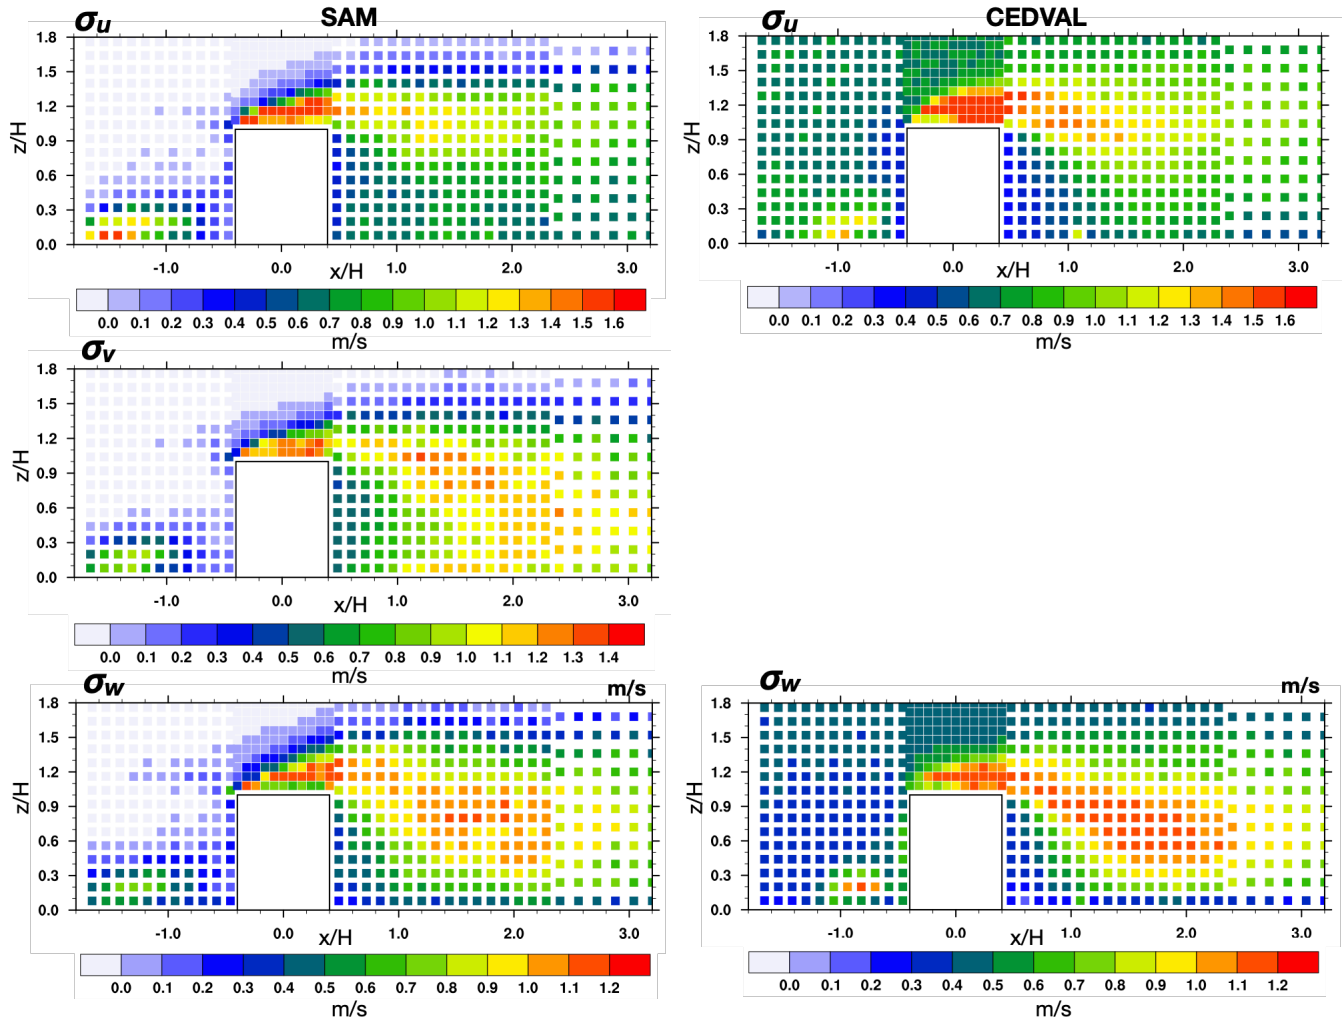 SAM
CEDVAL
σu
σu
1.8
1.5
1.2
0.9
0.6
0.3
0.0
z/H
-1.0 0.0 1.0 2.0 3.0
x/H
0.0 0.1 0.2 0.3 0.4 0.5 0.6 0.7 0.8 0.9 1.0 1.1 1.2 1.3 1.4 1.5 1.6
m/s
1.8
1.5
1.2
0.9
0.6
0.3
0.0
z/H
-1.0 0.0 1.0 2.0 3.0
x/H
0.0 0.1 0.2 0.3 0.4 0.5 0.6 0.7 0.8 0.9 1.0 1.1 1.2 1.3 1.4 1.5 1.6
m/s
σv
1.8
1.5
1.2
0.9
0.6
0.3
0.0
z/H
-1.0 0.0 1.0 2.0 3.0
x/H
0.0 0.1 0.2 0.3 0.4 0.5 0.6 0.7 0.8 0.9 1.0 1.1 1.2 1.3 1.4
m/s
σw m/s
1.8
1.5
1.2
0.9
0.6
0.3
0.0
z/H
-1.0 0.0 1.0 2.0 3.0
x/H
0.0 0.1 0.2 0.3 0.4 0.5 0.6 0.7 0.8 0.9 1.0 1.1 1.2
m/s
σw m/s
1.8
1.5
1.2
0.9
0.6
0.3
0.0
z/H
-1.0 0.0 1.0 2.0 3.0
x/H
0.0 0.1 0.2 0.3 0.4 0.5 0.6 0.7 0.8 0.9 1.0 1.1 1.2
m/s